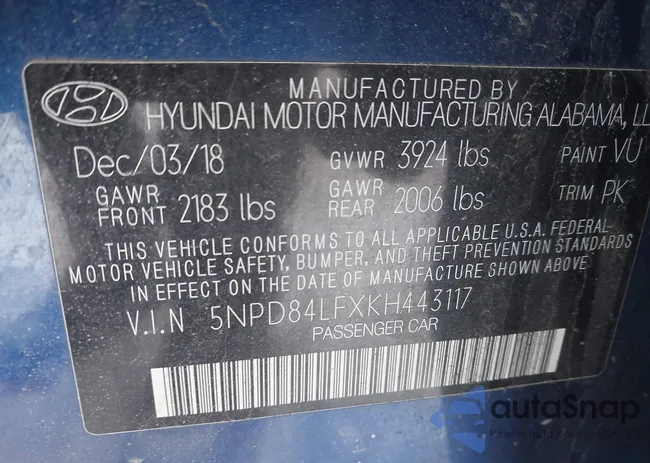 MANUFACTURED BY
HYUNDAI MOTOR MANUFACTURING ALABAMA, LL
Dec/03/18 GVWR 3924 lbs PAINT VU
GAWR FRONT 2183 lbs GAWR REAR 2006 lbs TRIM PK
THIS VEHICLE CONFORMS TO ALL APPLICABLE U.S.A. FEDERAL
MOTOR VEHICLE SAFETY, BUMPER, AND THEFT PREVENTION STANDARDS
IN EFFECT ON THE DATE OF MANUFACTURE SHOWN ABOVE
V.I.N 5NPD84LFXKH443117
PASSENGER CAR
autoSnap